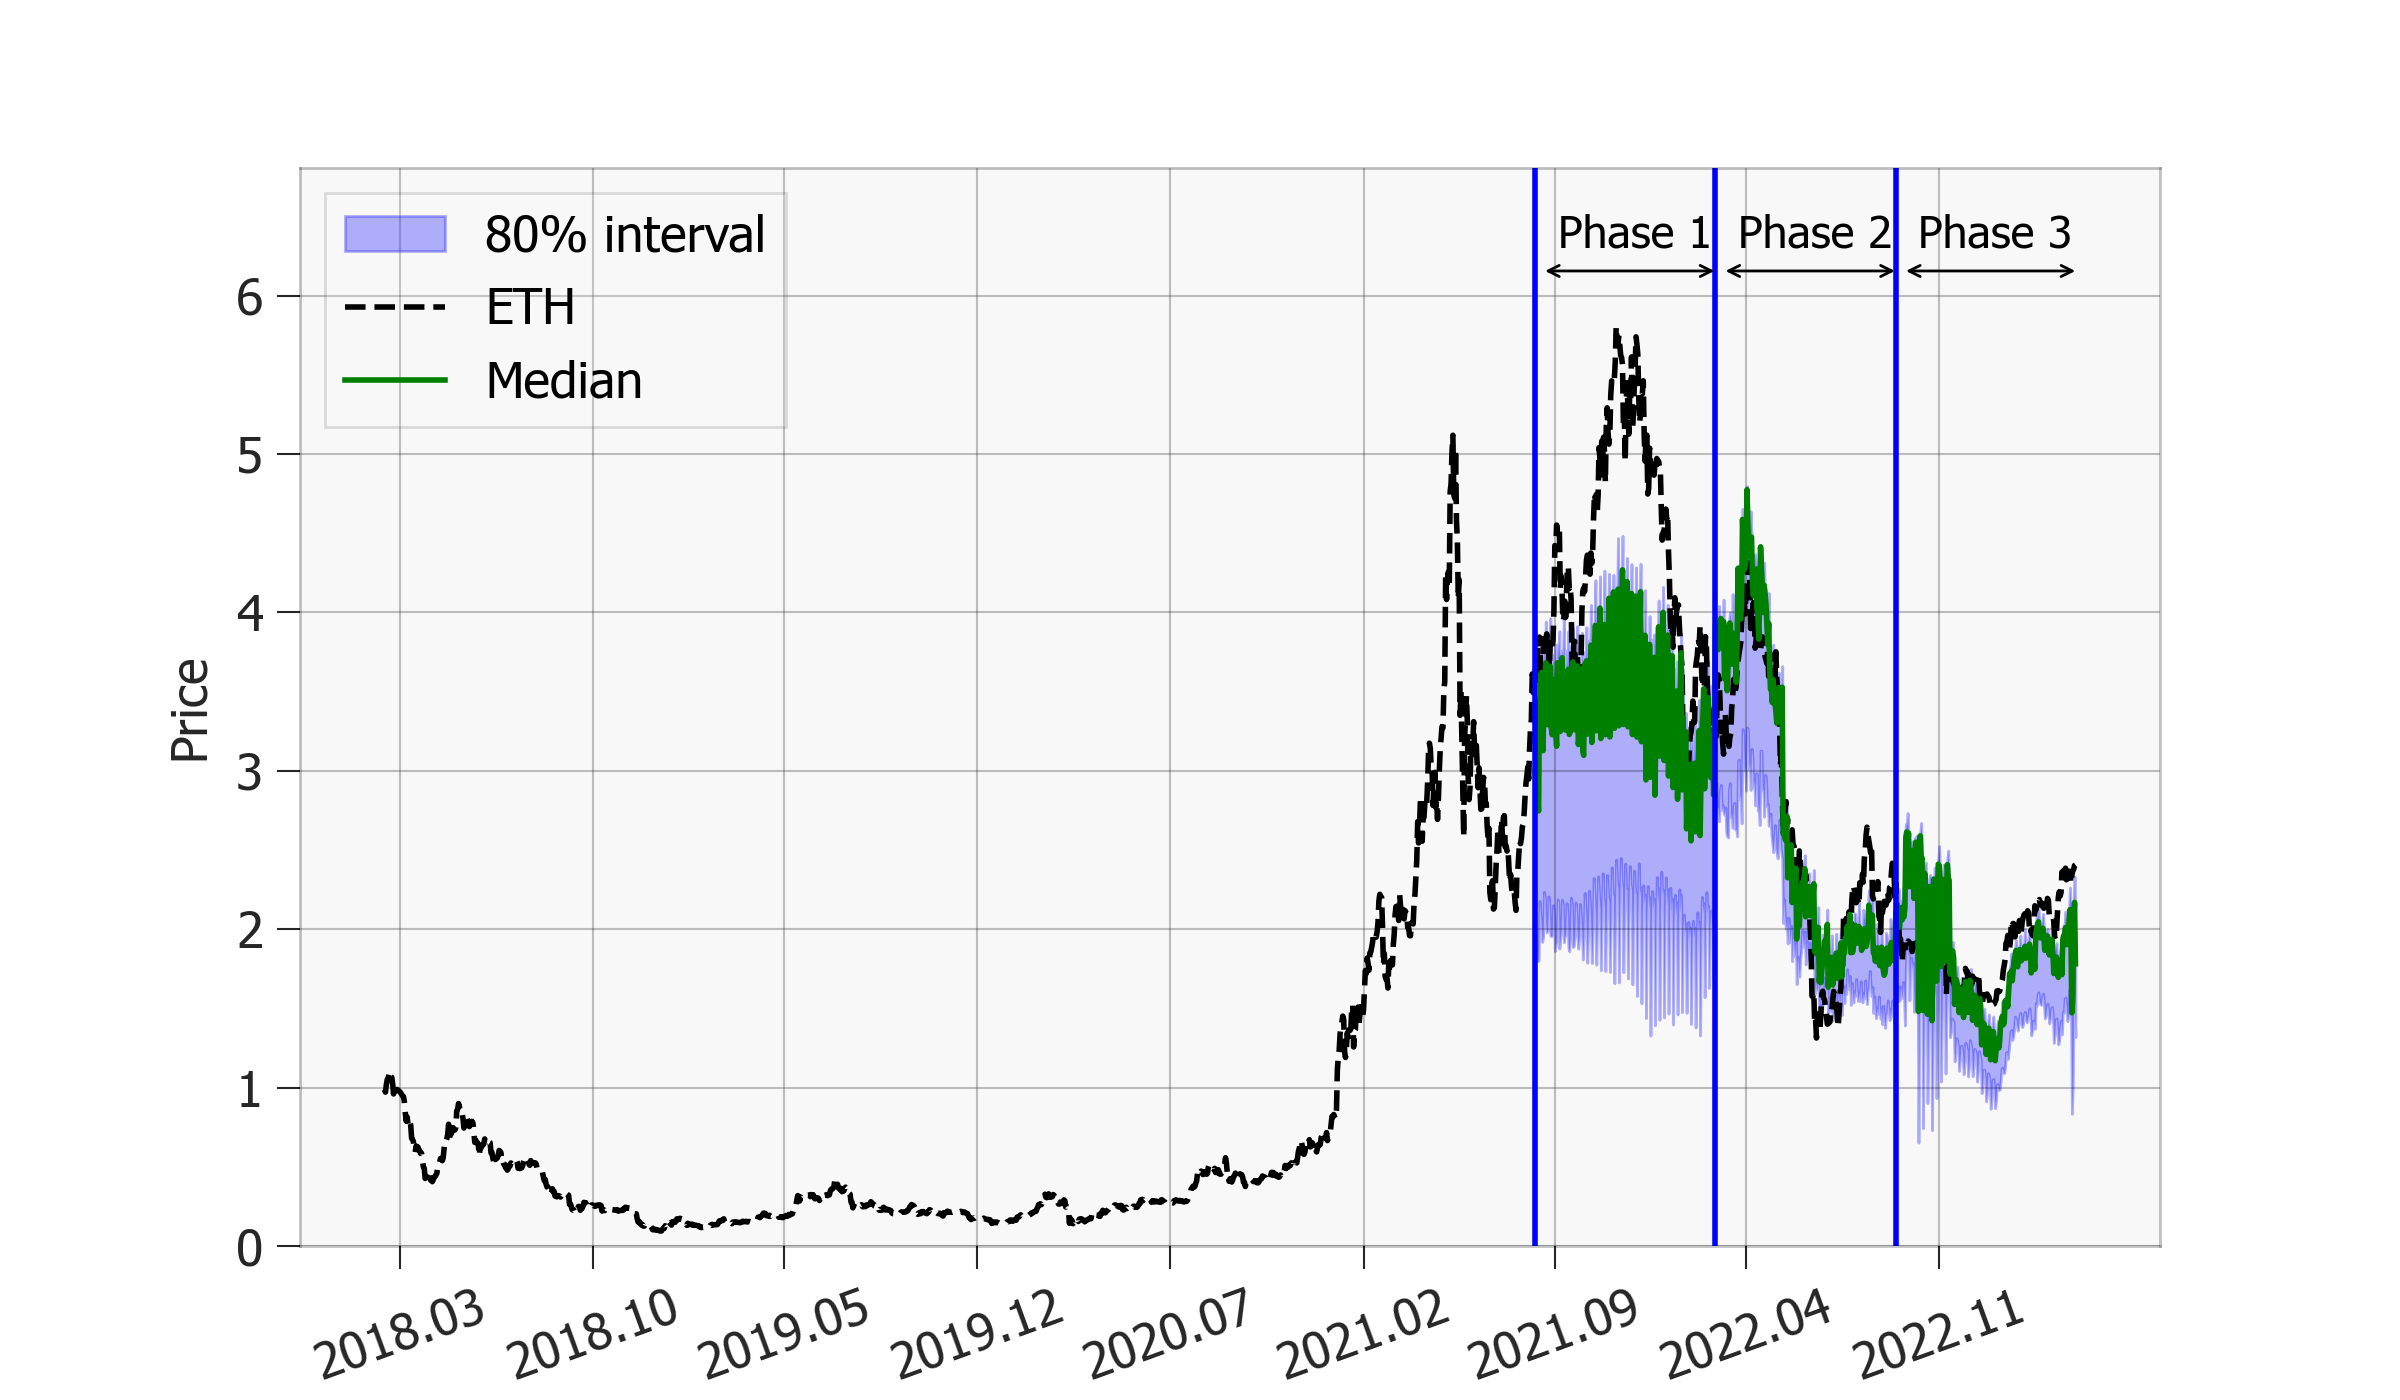 80% interval
ETH
Median
Phase 1
Phase 2
Phase 3
6
5
4
3
2
1
0
Price
2018.03
2018.10
2019.05
2019.12
2020.07
2021.02
2021.09
2022.04
2022.11